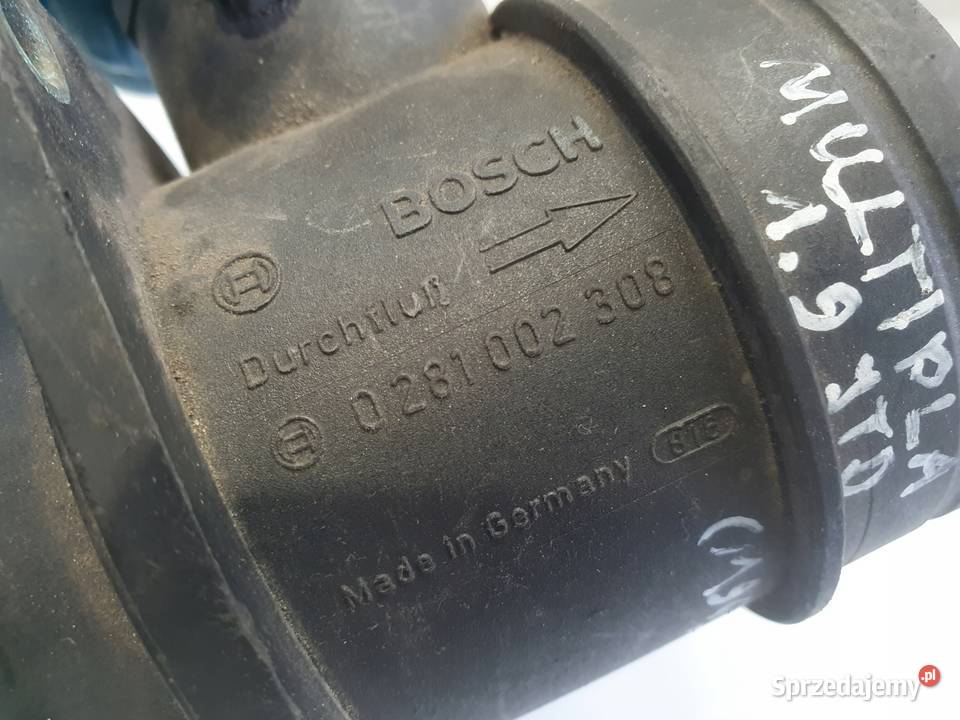 BOSCH
Durchfluß
0 281 002 308
Made in Germany
MULTIPLA
1.9 JTD
Sprzedajemy.pl